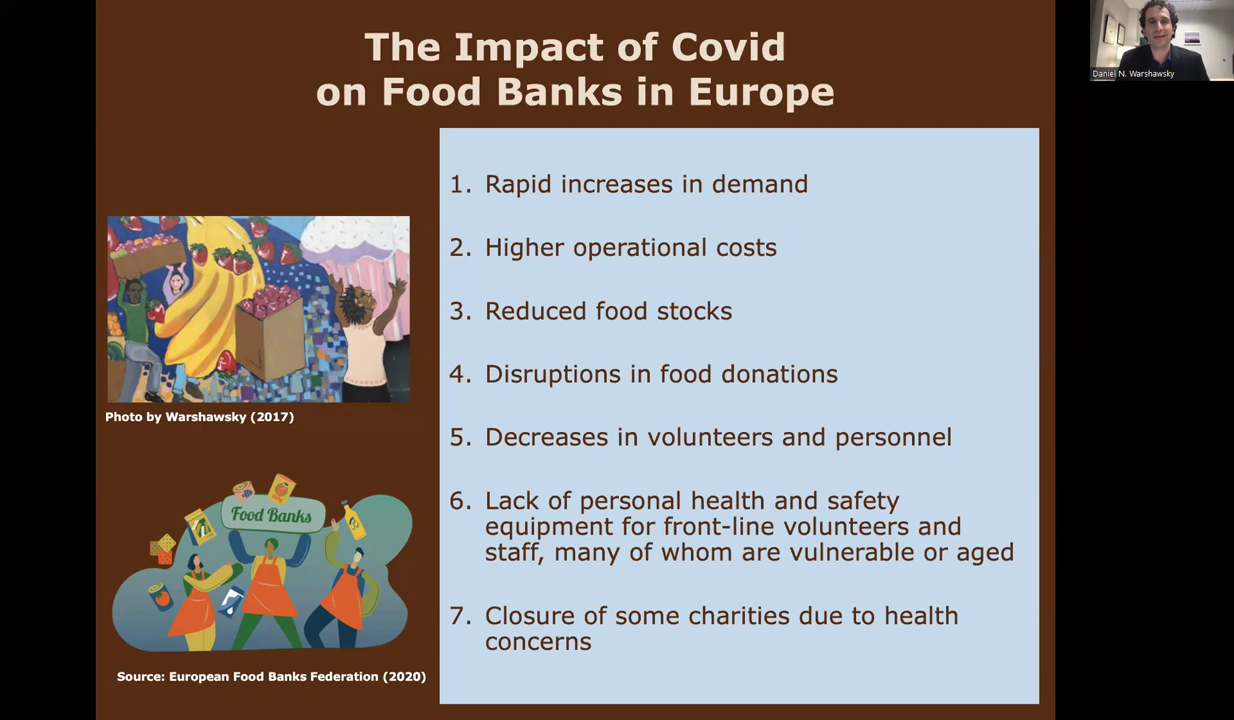 The Impact of Covid
on Food Banks in Europe
Daniel N. Warshawsky
1. Rapid increases in demand
2. Higher operational costs
3. Reduced food stocks
4. Disruptions in food donations
5. Decreases in volunteers and personnel
6. Lack of personal health and safety
equipment for front-line volunteers and
staff, many of whom are vulnerable or aged
7. Closure of some charities due to health
concerns
Photo by Warshawsky (2017)
Food Banks
Source: European Food Banks Federation (2020)